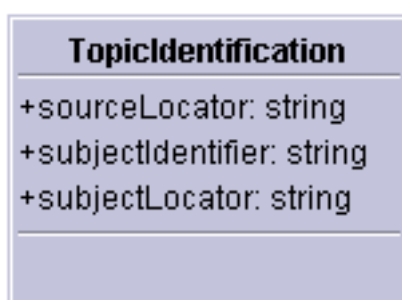 TopicIdentification
+sourceLocator: string
+subjectIdentifier: string
+subjectLocator: string